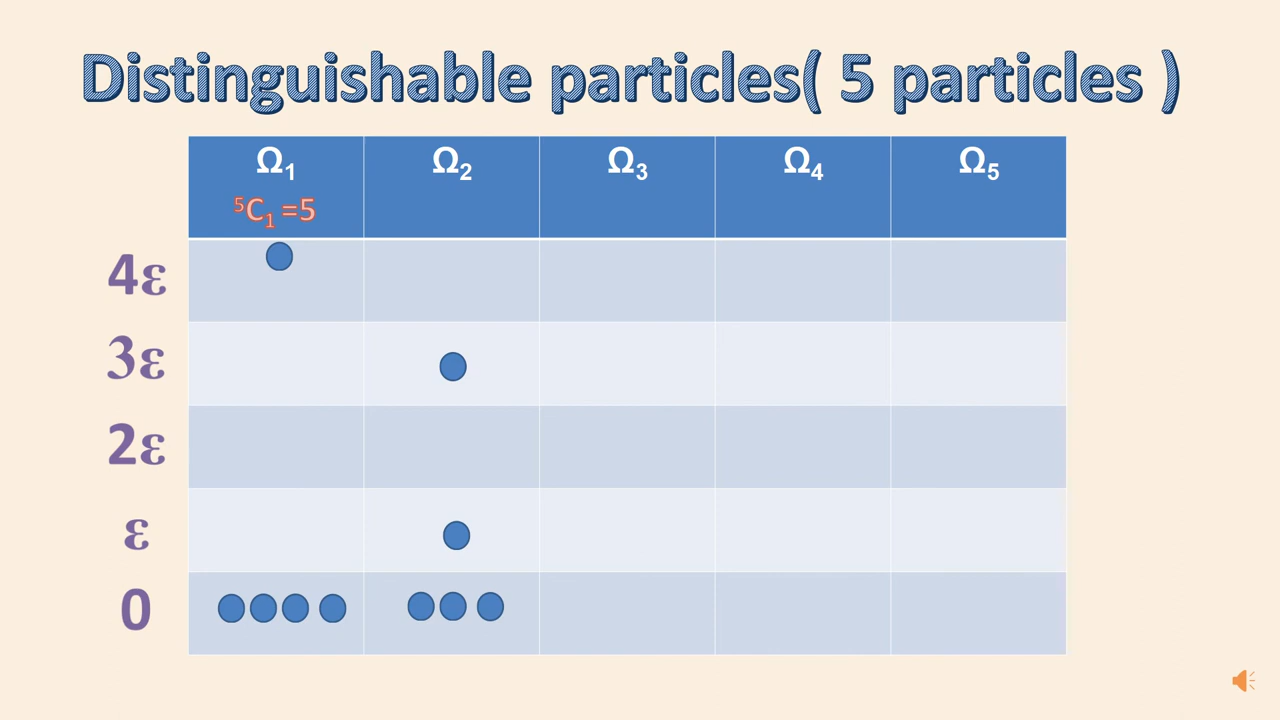 Distinguishable particles( 5 particles )
Ω₁ Ω₂ Ω₃ Ω₄ Ω₅
⁵C₁ =5
4ε
3ε
2ε
ε
0